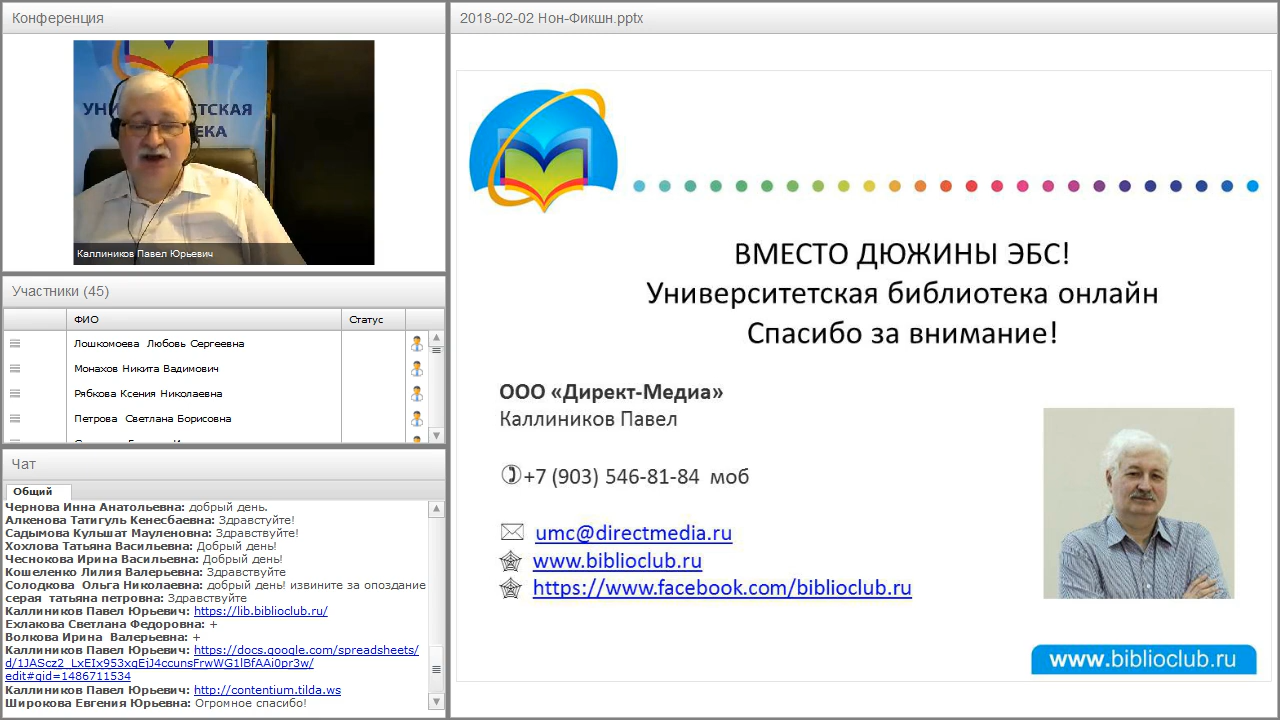 Конференция
УНИ
ТЕТСКАЯ
ТЕКА
Каллиников Павел Юрьевич
Участники (45)
ФИО
Статус
Лошкомоева Любовь Сергеевна
Монахов Никита Вадимович
Рябкова Ксения Николаевна
Петрова Светлана Борисовна
Чат
Общий
Чернова Инна Анатольевна: добрый день.
Алкенова Татигуль Кенесбаевна: Здравстуйте!
Садымова Кульшат Мауленовна: Здравствуйте!
Хохлова Татьяна Васильевна: Добрый день!
Чеснокова Ирина Васильевна: Добрый день!
Кошеленко Лилия Валерьевна: Здравствуйте
Солодкова Ольга Николаевна: добрый день! извините за опоздание
серая татьяна петровна: Здравствуйте
Каллиников Павел Юрьевич: https://lib.biblioclub.ru/
Ехлакова Светлана Федоровна: +
Волкова Ирина Валерьевна: +
Каллиников Павел Юрьевич: https://docs.google.com/spreadsheets/
d/1JAScz2_LxEIx953xqEjJ4ccunsFrwWG1lBfAAi0pr3w/
edit#gid=1486711534
Каллиников Павел Юрьевич: http://contentium.tilda.ws
Широкова Евгения Юрьевна: Огромное спасибо!
2018-02-02 Нон-Фикшн.pptx
ВМЕСТО ДЮЖИНЫ ЭБС!
Университетская библиотека онлайн
Спасибо за внимание!
ООО «Директ-Медиа»
Каллиников Павел
+7 (903) 546-81-84 моб
umc@directmedia.ru
www.biblioclub.ru
https://www.facebook.com/biblioclub.ru
www.biblioclub.ru